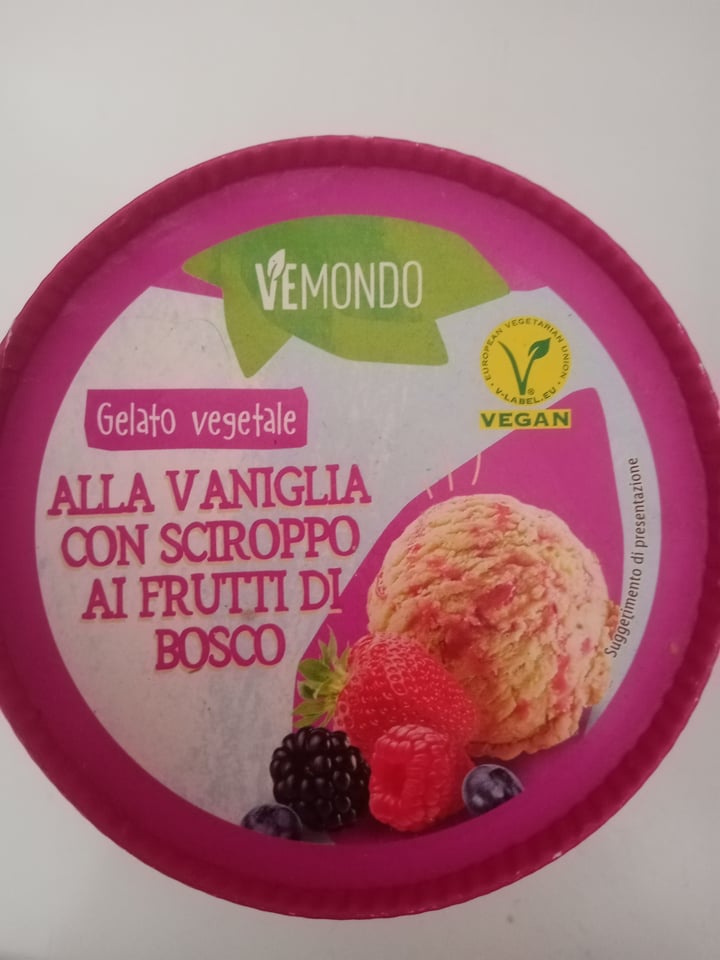 VEMONDO
EUROPEAN VEGETARIAN UNION
V-LABEL.EU
VEGAN
Gelato vegetale
ALLA VANIGLIA
CON SCIROPPO
AI FRUTTI DI
BOSCO
Suggerimento di presentazione